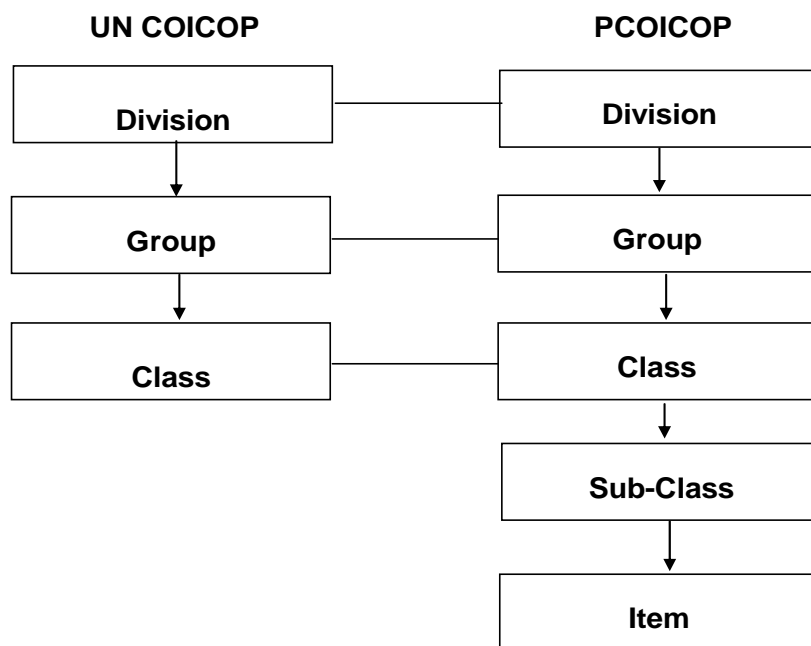 UN COICOP
PCOICOP
Division
Division
Group
Group
Class
Class
Sub-Class
Item